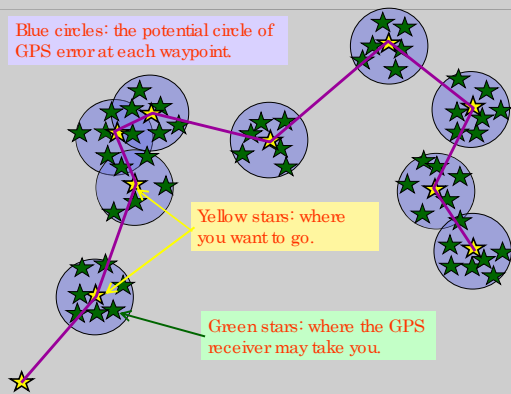 Blue circles: the potential circle of
GPS error at each waypoint.
Yellow stars: where
you want to go.
Green stars: where the GPS
receiver may take you.